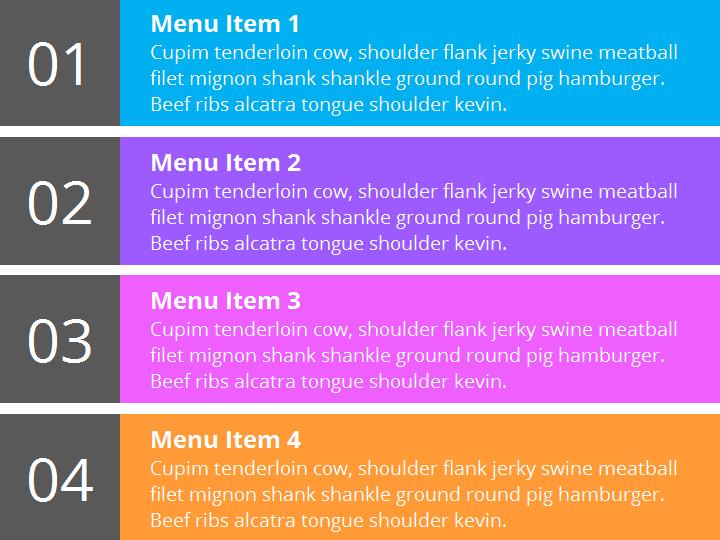 01
Menu Item 1
Cupim tenderloin cow, shoulder flank jerky swine meatball
filet mignon shank shankle ground round pig hamburger.
Beef ribs alcatra tongue shoulder kevin.
02
Menu Item 2
Cupim tenderloin cow, shoulder flank jerky swine meatball
filet mignon shank shankle ground round pig hamburger.
Beef ribs alcatra tongue shoulder kevin.
03
Menu Item 3
Cupim tenderloin cow, shoulder flank jerky swine meatball
filet mignon shank shankle ground round pig hamburger.
Beef ribs alcatra tongue shoulder kevin.
04
Menu Item 4
Cupim tenderloin cow, shoulder flank jerky swine meatball
filet mignon shank shankle ground round pig hamburger.
Beef ribs alcatra tongue shoulder kevin.